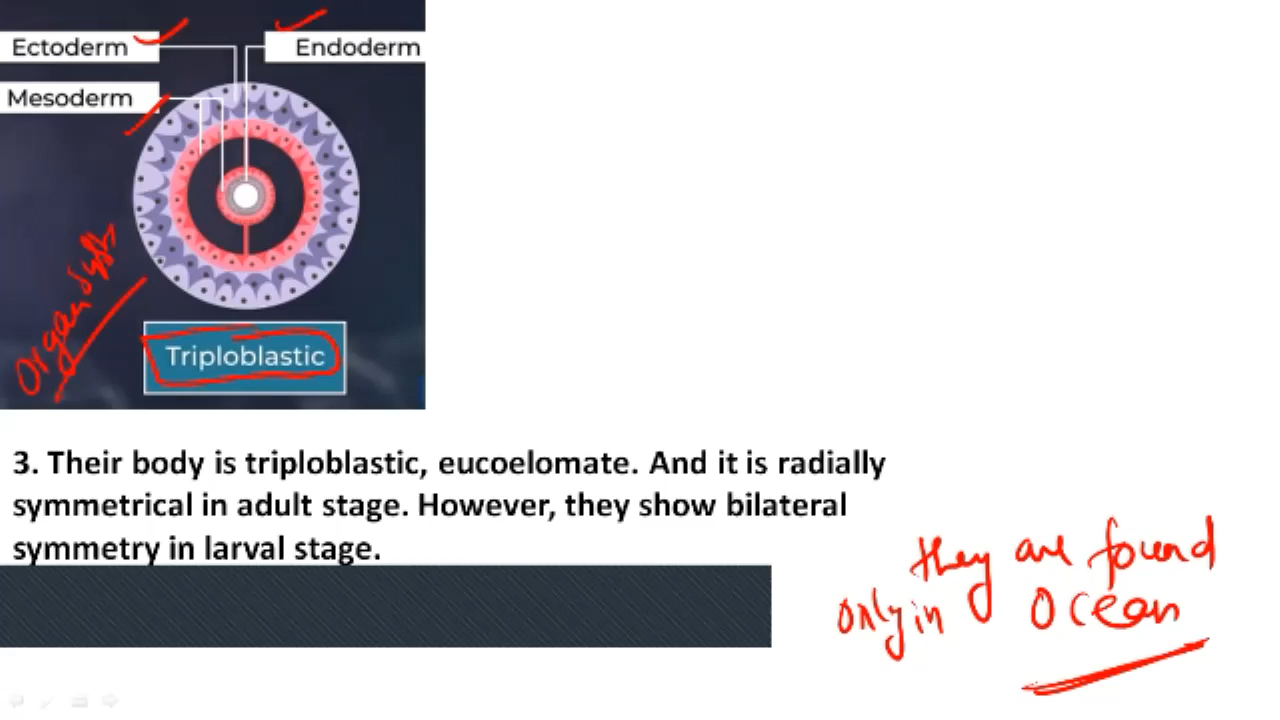 Ectoderm
Endoderm
Mesoderm
Organ Syst
Triploblastic
3. Their body is triploblastic, eucoelomate. And it is radially
symmetrical in adult stage. However, they show bilateral
symmetry in larval stage.
they are found
only in Ocean